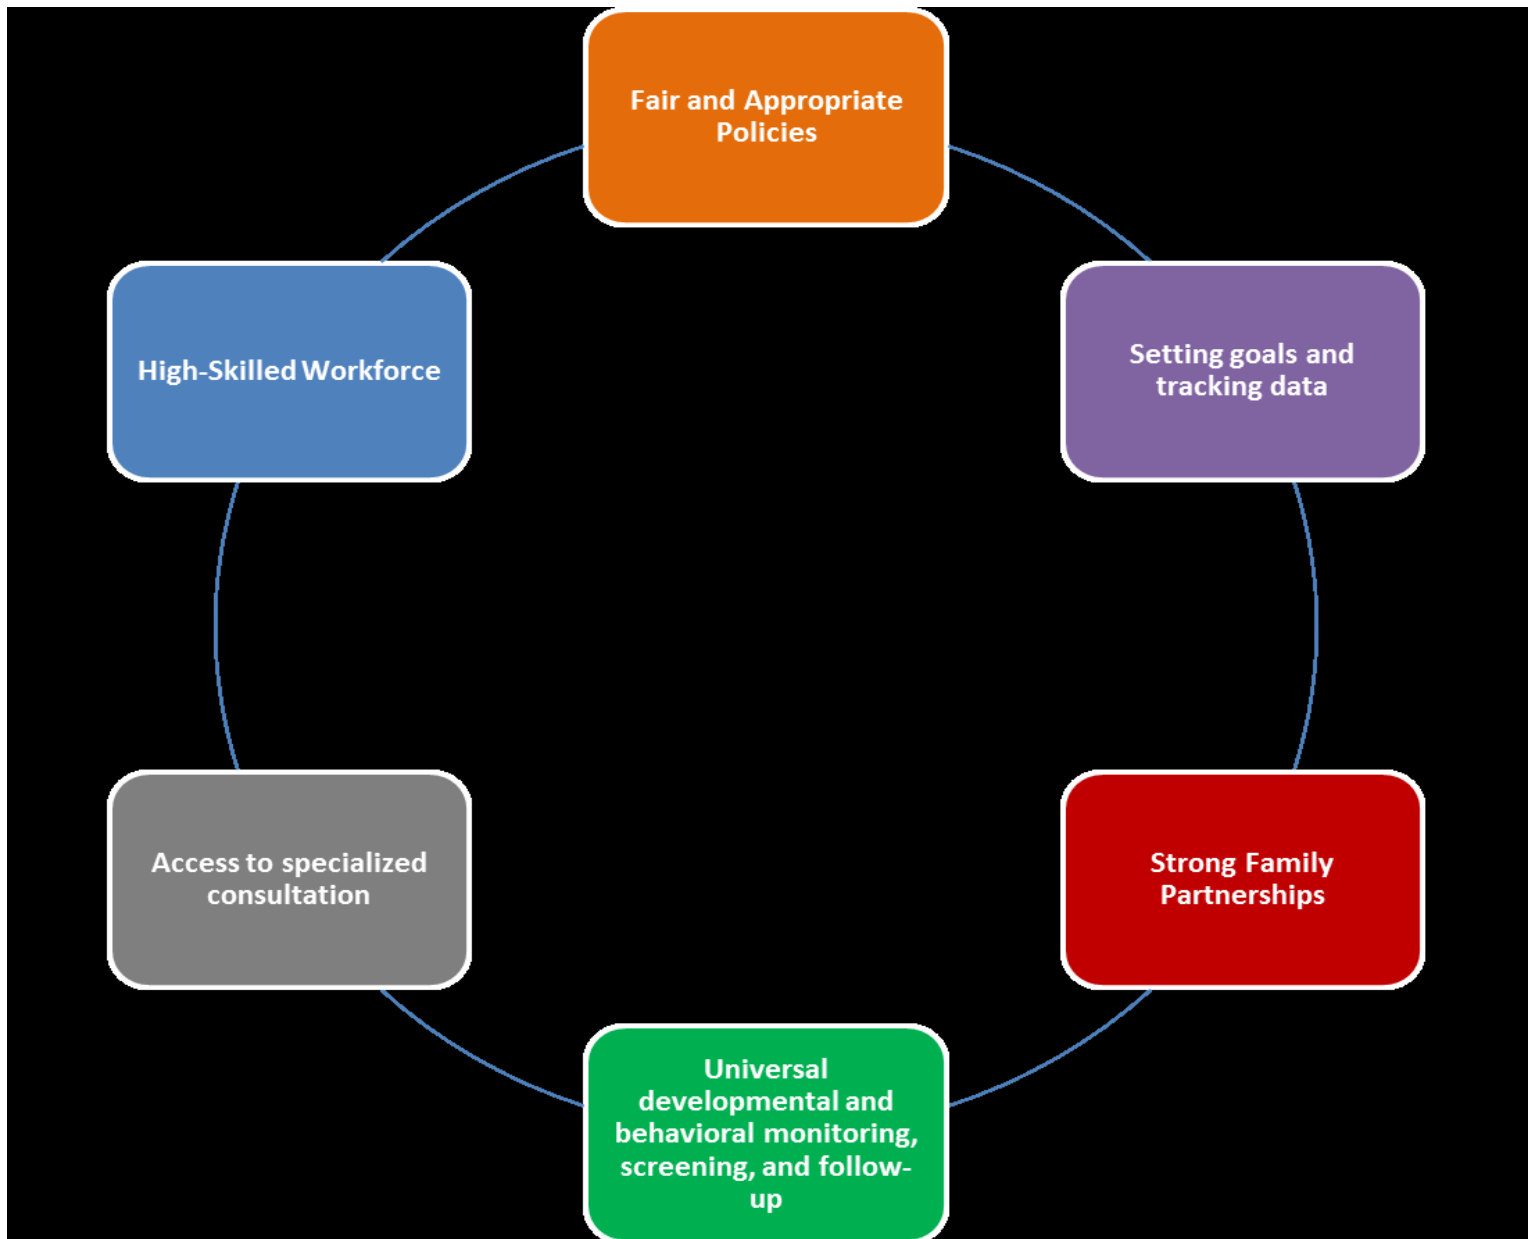 Fair and Appropriate
Policies
High-Skilled Workforce
Setting goals and
tracking data
Access to specialized
consultation
Strong Family
Partnerships
Universal
developmental and
behavioral monitoring,
screening, and follow-
up